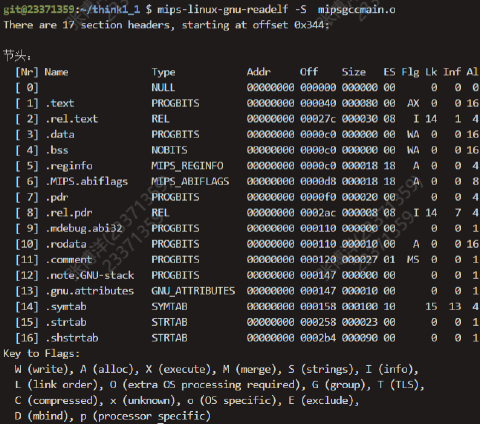 git@23371359:~/think1_1 $ mips-linux-gnu-readelf -S  mipsgccmain.o
There are 17 section headers, starting at offset 0x344:

节头：
  [Nr] Name              Type            Addr     Off    Size   ES Flg Lk Inf Al
  [ 0]                   NULL            00000000 000000 000000 00      0   0  0
  [ 1] .text             PROGBITS        00000000 000040 000080 00  AX  0   0 16
  [ 2] .rel.text         REL             00000000 00027c 000030 08   I 14   1  4
  [ 3] .data             PROGBITS        00000000 0000c0 000000 00  WA  0   0 16
  [ 4] .bss              NOBITS          00000000 0000c0 000000 00  WA  0   0 16
  [ 5] .reginfo          MIPS_REGINFO    00000000 0000c0 000018 18   A  0   0  4
  [ 6] .MIPS.abiflags    MIPS_ABIFLAGS   00000000 0000d8 000018 18   A  0   0  8
  [ 7] .pdr              PROGBITS        00000000 0000f0 000020 00      0   0  4
  [ 8] .rel.pdr          REL             00000000 0002ac 000008 08   I 14   7  4
  [ 9] .mdebug.abi32     PROGBITS        00000000 000110 000000 00      0   0  1
  [10] .rodata           PROGBITS        00000000 000110 000010 00   A  0   0 16
  [11] .comment          PROGBITS        00000000 000120 000027 01  MS  0   0  1
  [12] .note.GNU-stack   PROGBITS        00000000 000147 000000 00      0   0  1
  [13] .gnu.attributes   GNU_ATTRIBUTES  00000000 000147 000010 00      0   0  1
  [14] .symtab           SYMTAB          00000000 000158 000100 10     15  13  4
  [15] .strtab           STRTAB          00000000 000258 000023 00      0   0  1
  [16] .shstrtab         STRTAB          00000000 0002b4 000090 00      0   0  1
Key to Flags:
  W (write), A (alloc), X (execute), M (merge), S (strings), I (info),
  L (link order), O (extra OS processing required), G (group), T (TLS),
  C (compressed), x (unknown), o (OS specific), E (exclude),
  D (mbind), p (processor specific)